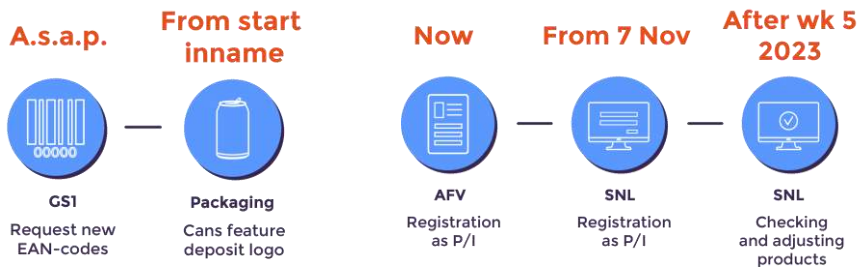 A.s.a.p.
From start
inname
Now
From 7 Nov
After wk 5
2023
00000
GS1
Request new
EAN-codes
Packaging
Cans feature
deposit logo
AFV
Registration
as P/I
SNL
Registration
as P/I
SNL
Checking
and adjusting
products